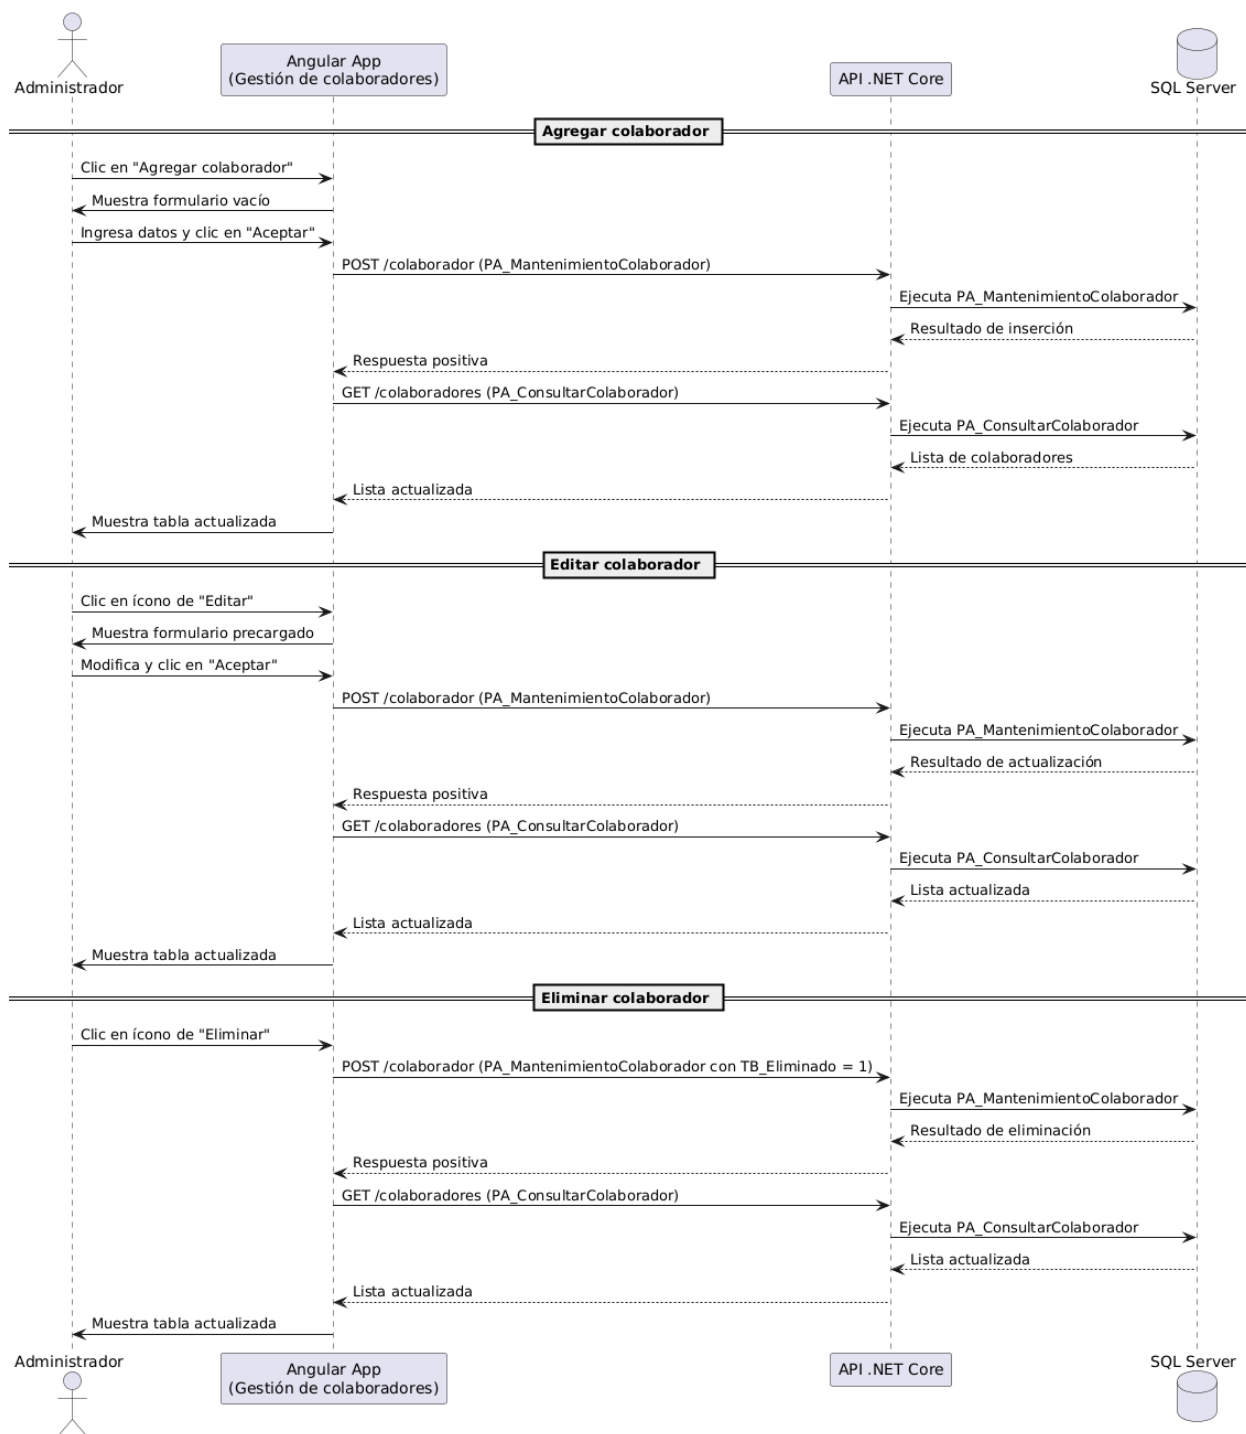 Administrador
Angular App
(Gestión de colaboradores)
API .NET Core
SQL Server
Agregar colaborador
Clic en "Agregar colaborador"
Muestra formulario vacío
Ingresa datos y clic en "Aceptar"
POST /colaborador (PA_MantenimientoColaborador)
Ejecuta PA_MantenimientoColaborador
Resultado de inserción
Respuesta positiva
GET /colaboradores (PA_ConsultarColaborador)
Ejecuta PA_ConsultarColaborador
Lista de colaboradores
Lista actualizada
Muestra tabla actualizada
Editar colaborador
Clic en ícono de "Editar"
Muestra formulario precargado
Modifica y clic en "Aceptar"
POST /colaborador (PA_MantenimientoColaborador)
Ejecuta PA_MantenimientoColaborador
Resultado de actualización
Respuesta positiva
GET /colaboradores (PA_ConsultarColaborador)
Ejecuta PA_ConsultarColaborador
Lista actualizada
Lista actualizada
Muestra tabla actualizada
Eliminar colaborador
Clic en ícono de "Eliminar"
POST /colaborador (PA_MantenimientoColaborador con TB_Eliminado = 1)
Ejecuta PA_MantenimientoColaborador
Resultado de eliminación
Respuesta positiva
GET /colaboradores (PA_ConsultarColaborador)
Ejecuta PA_ConsultarColaborador
Lista actualizada
Lista actualizada
Muestra tabla actualizada
Administrador
Angular App
(Gestión de colaboradores)
API .NET Core
SQL Server